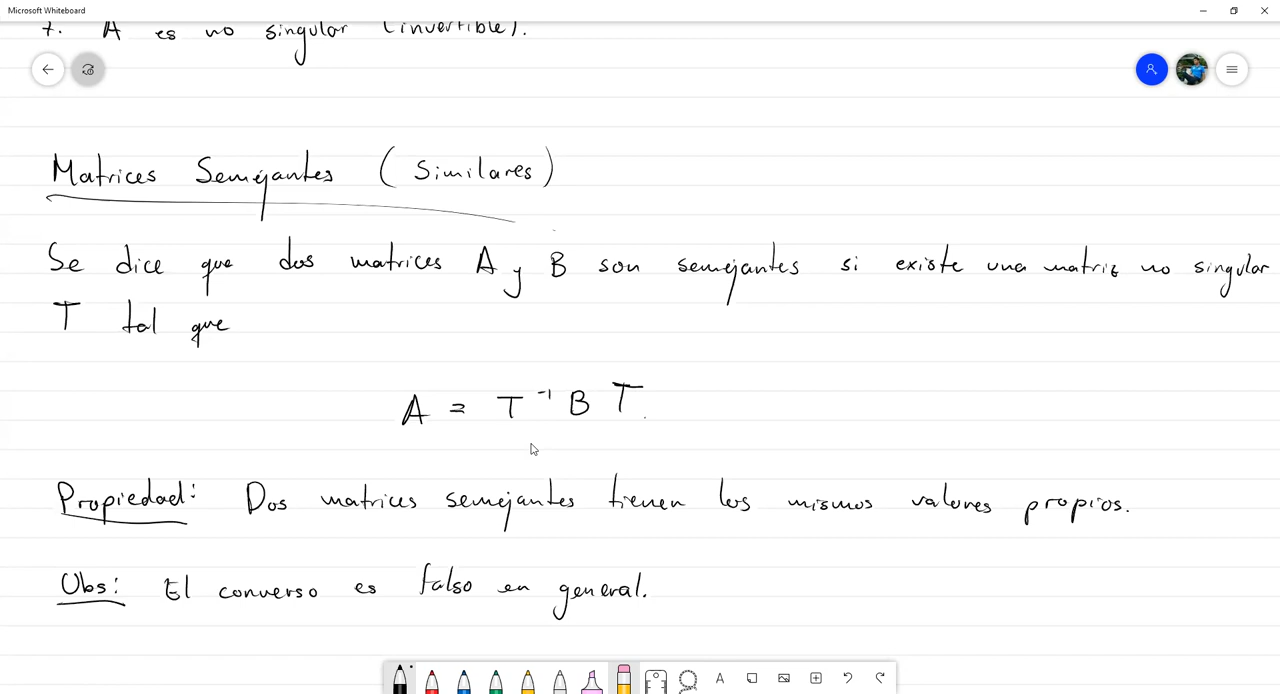 Microsoft Whiteboard
7. A es no singular (invertible).
Matrices Semejantes (Similares)
Se dice que dos matrices A y B son semejantes si existe una matriz no singular
T tal que
A = T⁻¹ B T.
Propiedad: Dos matrices semejantes tienen los mismos valores propios.
Obs: El converso es falso en general.